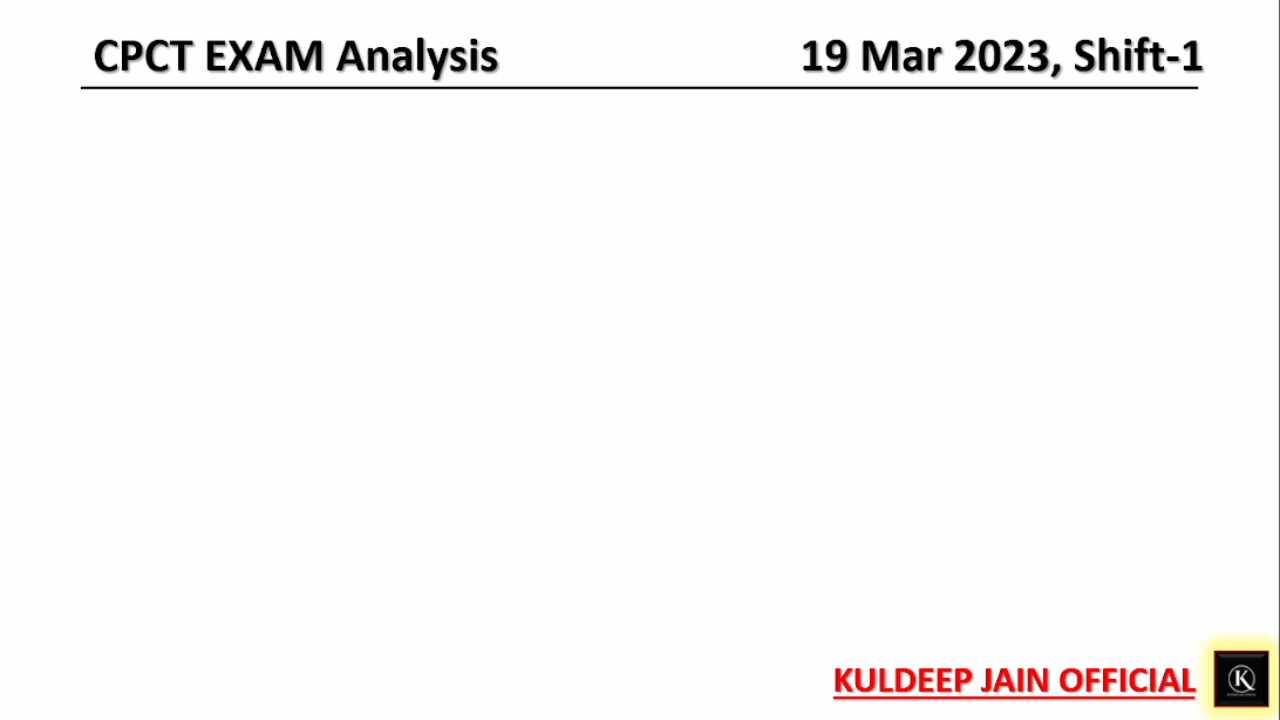 CPCT EXAM Analysis 19 Mar 2023, Shift-1
KULDEEP JAIN OFFICIAL
K